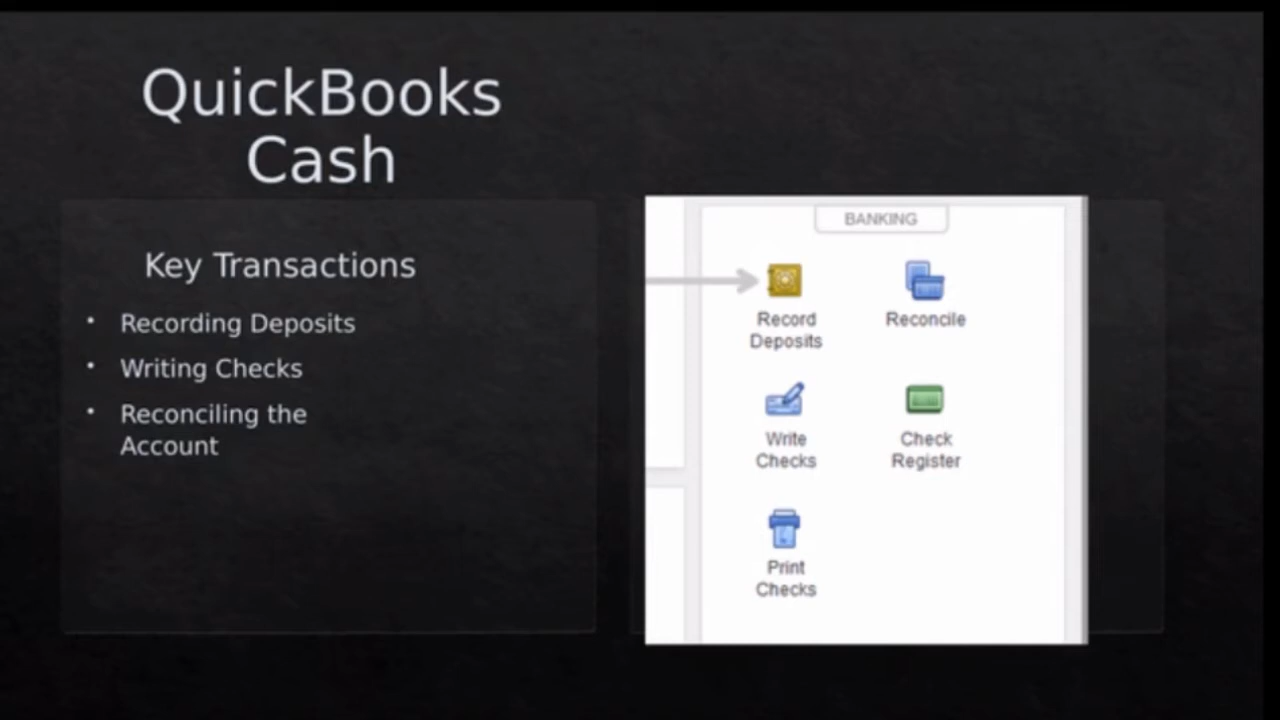 QuickBooks
Cash
Key Transactions
• Recording Deposits
• Writing Checks
• Reconciling the
Account
BANKING
Record
Deposits
Reconcile
Write
Checks
Check
Register
Print
Checks